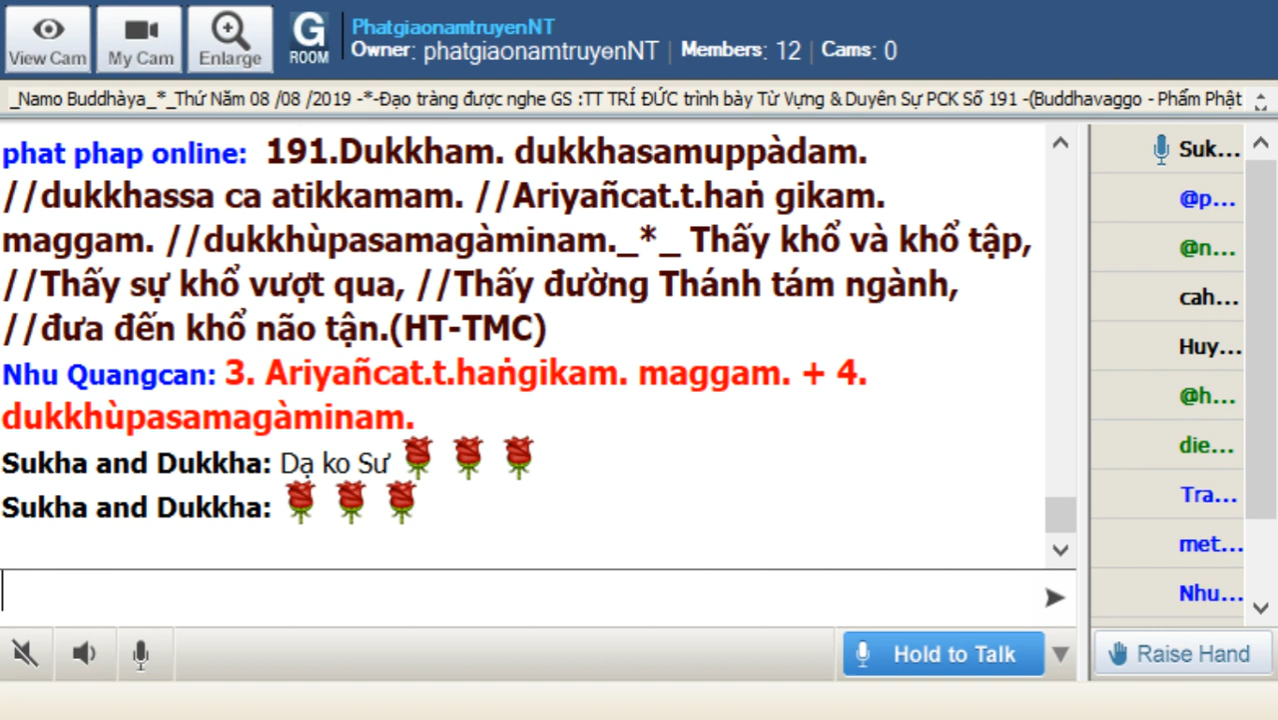 View Cam
My Cam
Enlarge
G ROOM
PhatgiaonamtruyenNT
Owner: phatgiaonamtruyenNT | Members: 12 | Cams: 0
_Namo Buddhàya_*_Thứ Năm 08 /08 /2019 -*-Đạo tràng được nghe GS :TT TRÍ ĐỨC trình bày Từ Vựng & Duyên Sự PCK Số 191 -(Buddhavaggo - Phẩm Phật
phat phap online: 191.Dukkham. dukkhasamuppàdam.
//dukkhassa ca atikkamam. //Ariyañcat.t.haṅ gikam.
maggam. //dukkhùpasamagàminam._*_ Thấy khổ và khổ tập,
//Thấy sự khổ vượt qua, //Thấy đường Thánh tám ngành,
//đưa đến khổ não tận.(HT-TMC)
Nhu Quangcan: 3. Ariyañcat.t.haṅgikam. maggam. + 4.
dukkhùpasamagàminam.
Sukha and Dukkha: Dạ ko Sư
Sukha and Dukkha:
Suk...
@p...
@n...
cah...
Huy...
@h...
die...
Tra...
met...
Nhu...
Hold to Talk
Raise Hand